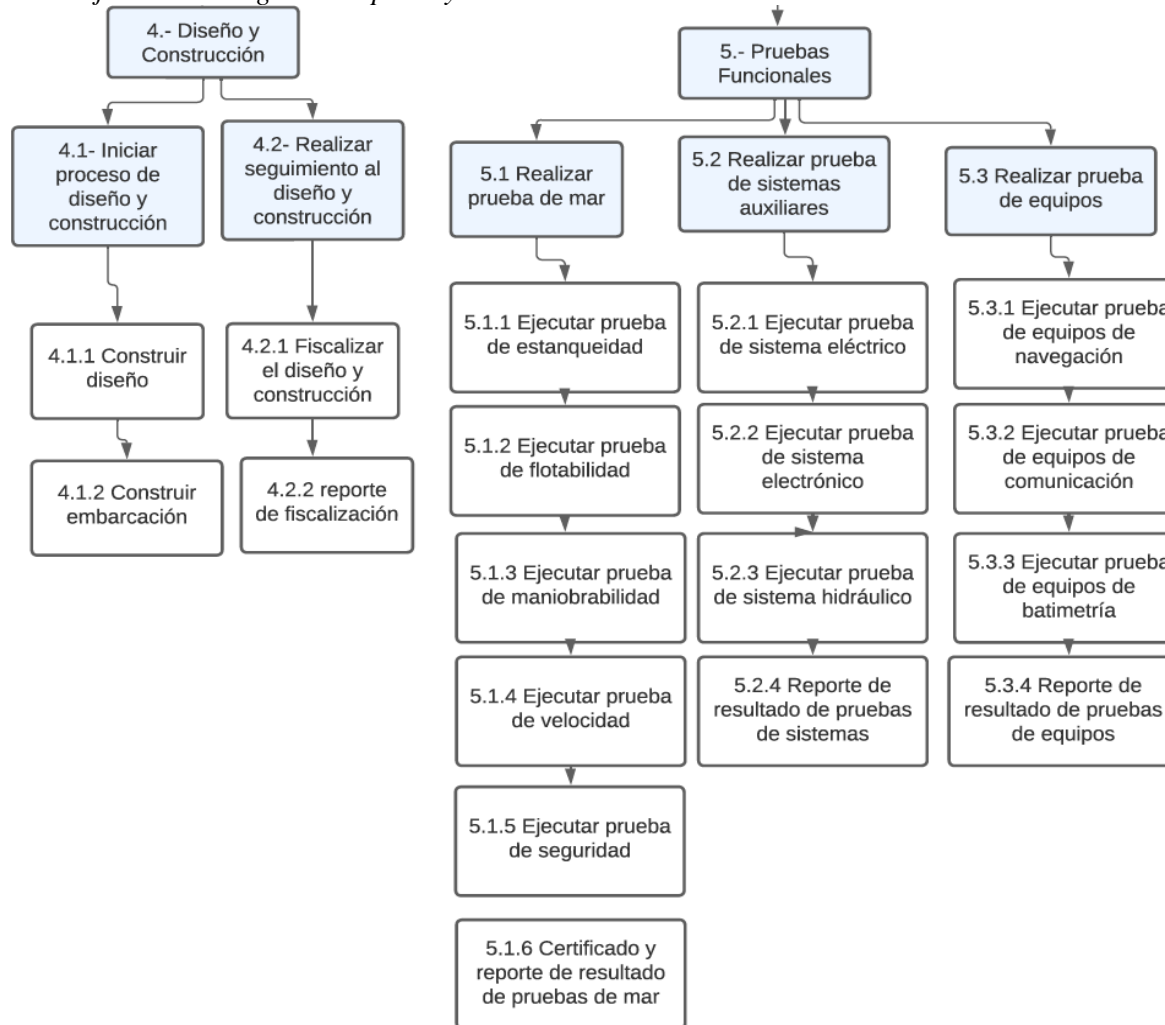 4.- Diseño y
Construcción
4.1- Iniciar
proceso de
diseño y
construcción
4.2- Realizar
seguimiento al
diseño y
construcción
4.1.1 Construir
diseño
4.2.1 Fiscalizar
el diseño y
construcción
4.1.2 Construir
embarcación
4.2.2 reporte
de fiscalización
5.- Pruebas
Funcionales
5.1 Realizar
prueba de mar
5.2 Realizar prueba
de sistemas
auxiliares
5.3 Realizar prueba
de equipos
5.1.1 Ejecutar prueba
de estanqueidad
5.1.2 Ejecutar prueba
de flotabilidad
5.1.3 Ejecutar prueba
de maniobrabilidad
5.1.4 Ejecutar prueba
de velocidad
5.1.5 Ejecutar prueba
de seguridad
5.1.6 Certificado y
reporte de resultado
de pruebas de mar
5.2.1 Ejecutar prueba
de sistema eléctrico
5.2.2 Ejecutar prueba
de sistema
electrónico
5.2.3 Ejecutar prueba
de sistema hidráulico
5.2.4 Reporte de
resultado de pruebas
de sistemas
5.3.1 Ejecutar prueba
de equipos de
navegación
5.3.2 Ejecutar prueba
de equipos de
comunicación
5.3.3 Ejecutar prueba
de equipos de
batimetría
5.3.4 Reporte de
resultado de pruebas
de equipos